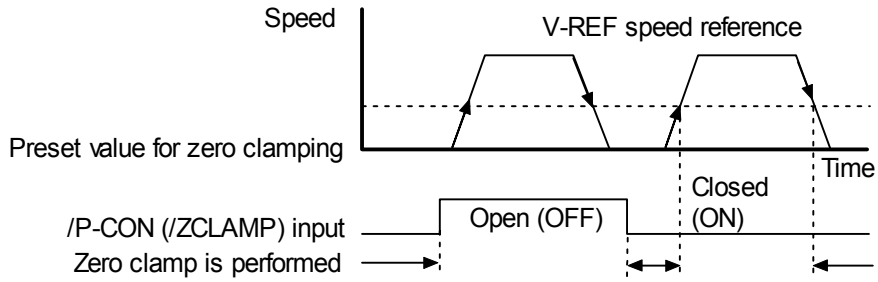 Speed
V-REF speed reference
Preset value for zero clamping
Time
/P-CON (/ZCLAMP) input
Open (OFF)
Closed
(ON)
Zero clamp is performed